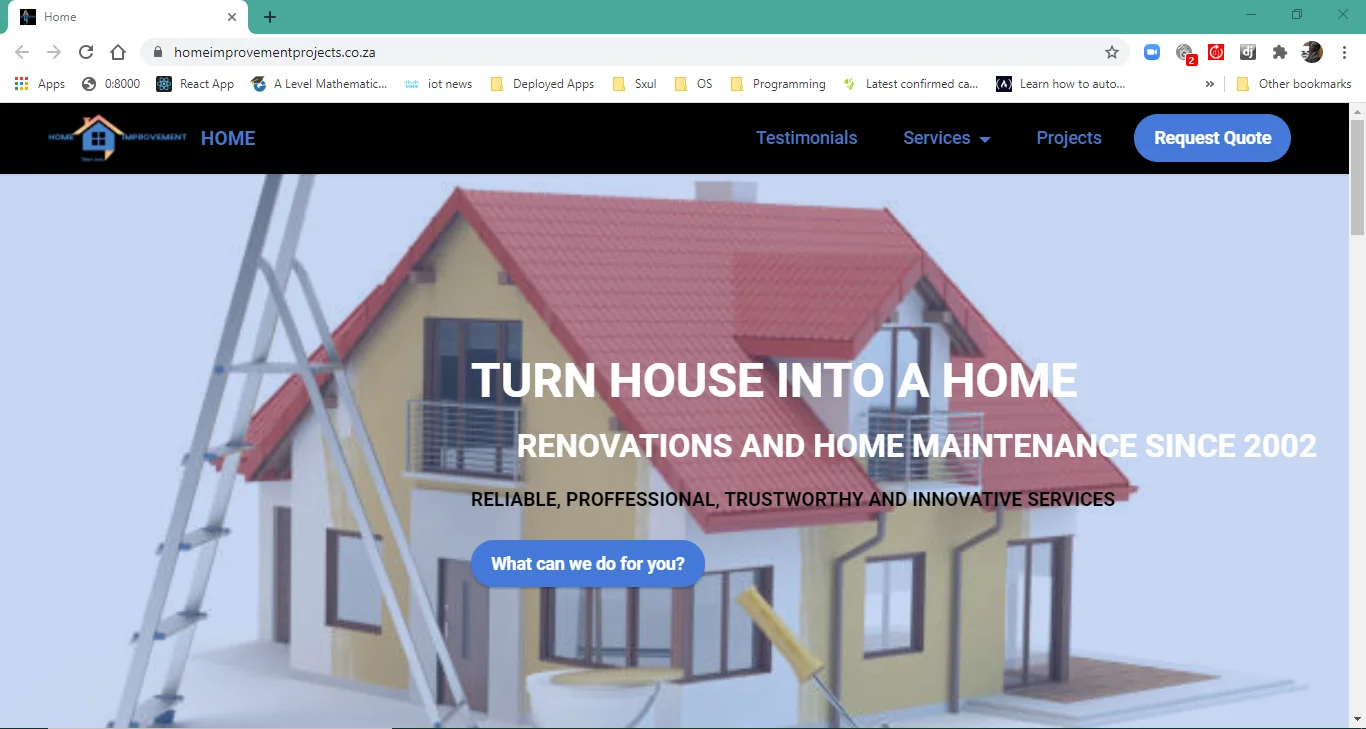 Home
homeimprovementprojects.co.za
2
Apps 0:8000 React App A Level Mathematic... iot news Deployed Apps Sxul OS Programming Latest confirmed ca... Learn how to auto... » Other bookmarks
HOME IMPROVEMENT HOME Testimonials Services Projects Request Quote
TURN HOUSE INTO A HOME
RENOVATIONS AND HOME MAINTENANCE SINCE 2002
RELIABLE, PROFFESSIONAL, TRUSTWORTHY AND INNOVATIVE SERVICES
What can we do for you?